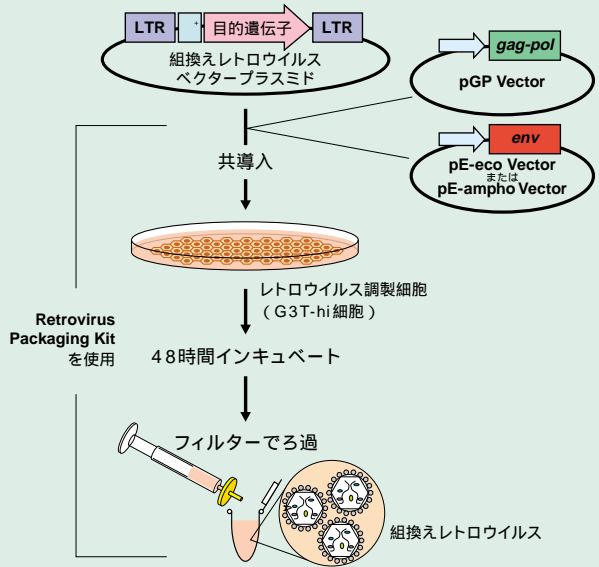 LTR
ψ+
目的遺伝子
LTR
組換えレトロウイルス
ベクタープラスミド
gag-pol
pGP Vector
env
pE-eco Vector
または
pE-ampho Vector
共導入
レトロウイルス調製細胞
(G3T-hi細胞)
Retrovirus
Packaging Kit
を使用
48時間インキュベート
フィルターでろ過
組換えレトロウイルス